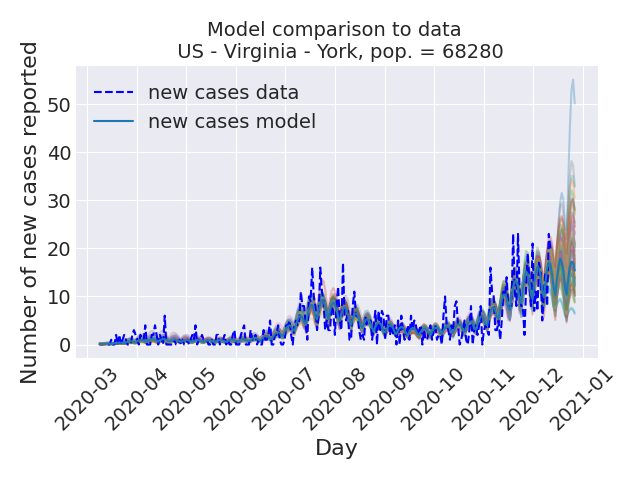 Model comparison to data
US - Virginia - York, pop. = 68280
new cases data
new cases model
Number of new cases reported
50
40
30
20
10
0
2020-03
2020-04
2020-05
2020-06
2020-07
2020-08
2020-09
2020-10
2020-11
2020-12
2021-01
Day